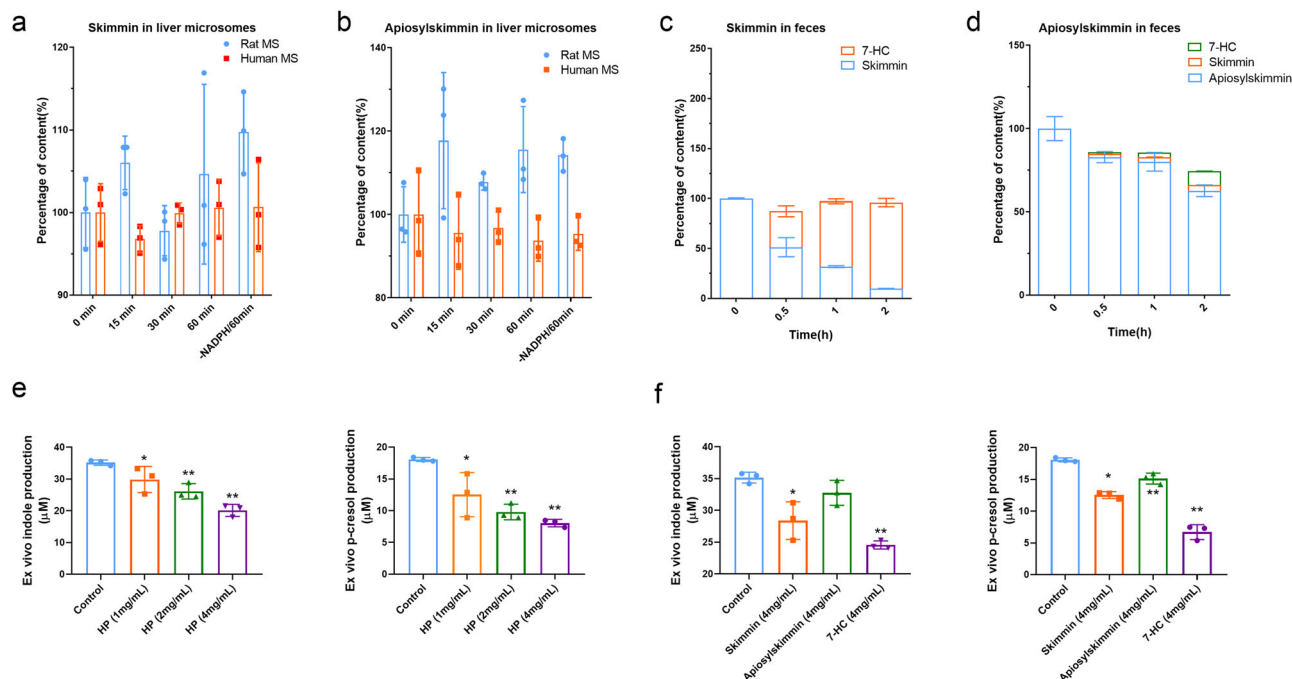 a
Skimmin in liver microsomes
Rat MS
Human MS
Percentage of content(%)
120
110
100
90
0 min
15 min
30 min
60 min
-NADPH/60min
b
Apiosylskimmin in liver microsomes
Rat MS
Human MS
Percentage of content(%)
140
120
100
80
0 min
15 min
30 min
60 min
-NADPH/60min
c
Skimmin in feces
7-HC
Skimmin
Percentage of content(%)
250
200
150
100
50
0
0
0.5
1
2
Time(h)
d
Apiosylskimmin in feces
7-HC
Skimmin
Apiosylskimmin
Percentage of content(%)
150
100
50
0
0
0.5
1
2
Time(h)
e
Ex vivo indole production
(μM)
40
30
20
10
0
*
**
**
Control
HP (1mg/mL)
HP (2mg/mL)
HP (4mg/mL)
Ex vivo p-cresol production
(μM)
20
15
10
5
0
*
**
**
Control
HP (1mg/mL)
HP (2mg/mL)
HP (4mg/mL)
f
Ex vivo indole production
(μM)
40
35
30
25
20
*
**
Control
Skimmin (4mg/mL)
Apiosylskimmin (4mg/mL)
7-HC (4mg/mL)
Ex vivo p-cresol production
(μM)
20
15
10
5
0
*
**
**
Control
Skimmin (4mg/mL)
Apiosylskimmin (4mg/mL)
7-HC (4mg/mL)